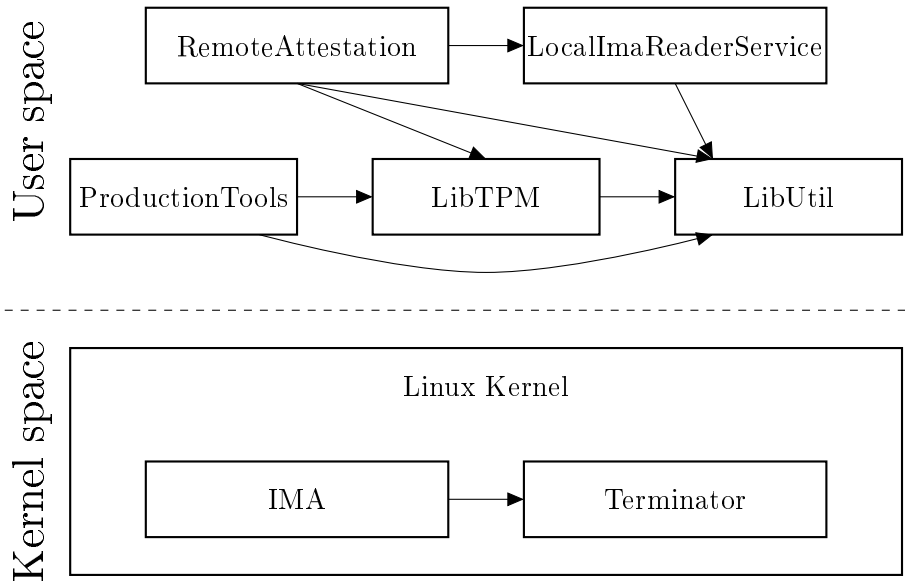 User space
RemoteAttestation
LocalImaReaderService
ProductionTools
LibTPM
LibUtil
Kernel space
Linux Kernel
IMA
Terminator